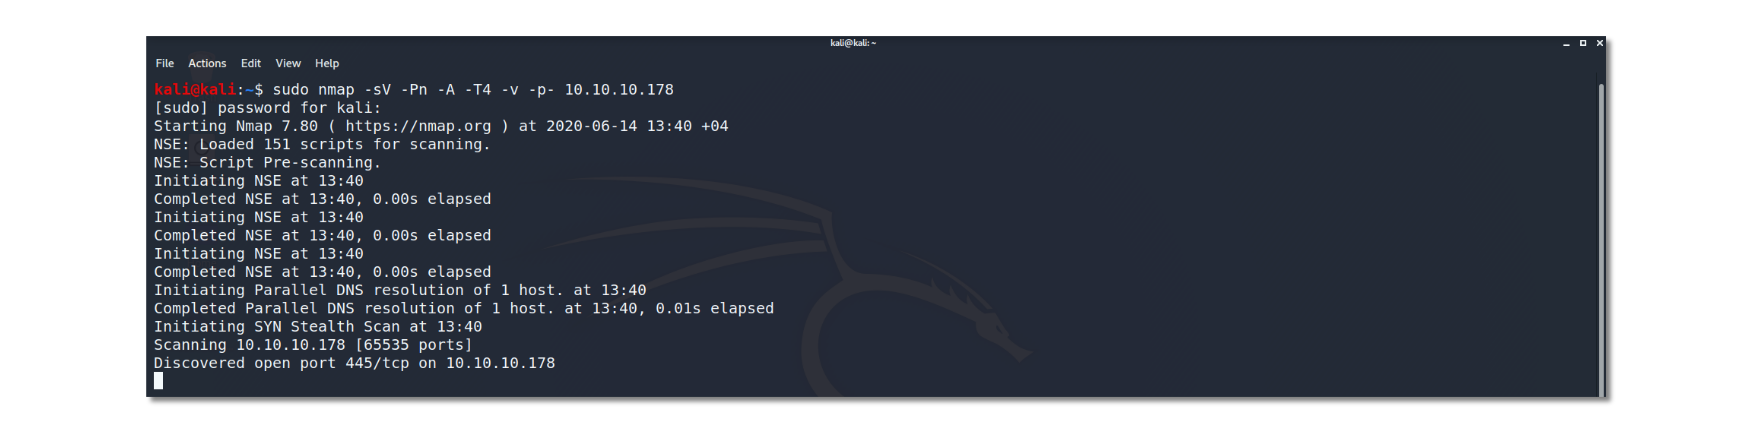 kali@kali: ~
File Actions Edit View Help
kali@kali:~$ sudo nmap -sV -Pn -A -T4 -v -p- 10.10.10.178
[sudo] password for kali:
Starting Nmap 7.80 ( https://nmap.org ) at 2020-06-14 13:40 +04
NSE: Loaded 151 scripts for scanning.
NSE: Script Pre-scanning.
Initiating NSE at 13:40
Completed NSE at 13:40, 0.00s elapsed
Initiating NSE at 13:40
Completed NSE at 13:40, 0.00s elapsed
Initiating NSE at 13:40
Completed NSE at 13:40, 0.00s elapsed
Initiating Parallel DNS resolution of 1 host. at 13:40
Completed Parallel DNS resolution of 1 host. at 13:40, 0.01s elapsed
Initiating SYN Stealth Scan at 13:40
Scanning 10.10.10.178 [65535 ports]
Discovered open port 445/tcp on 10.10.10.178